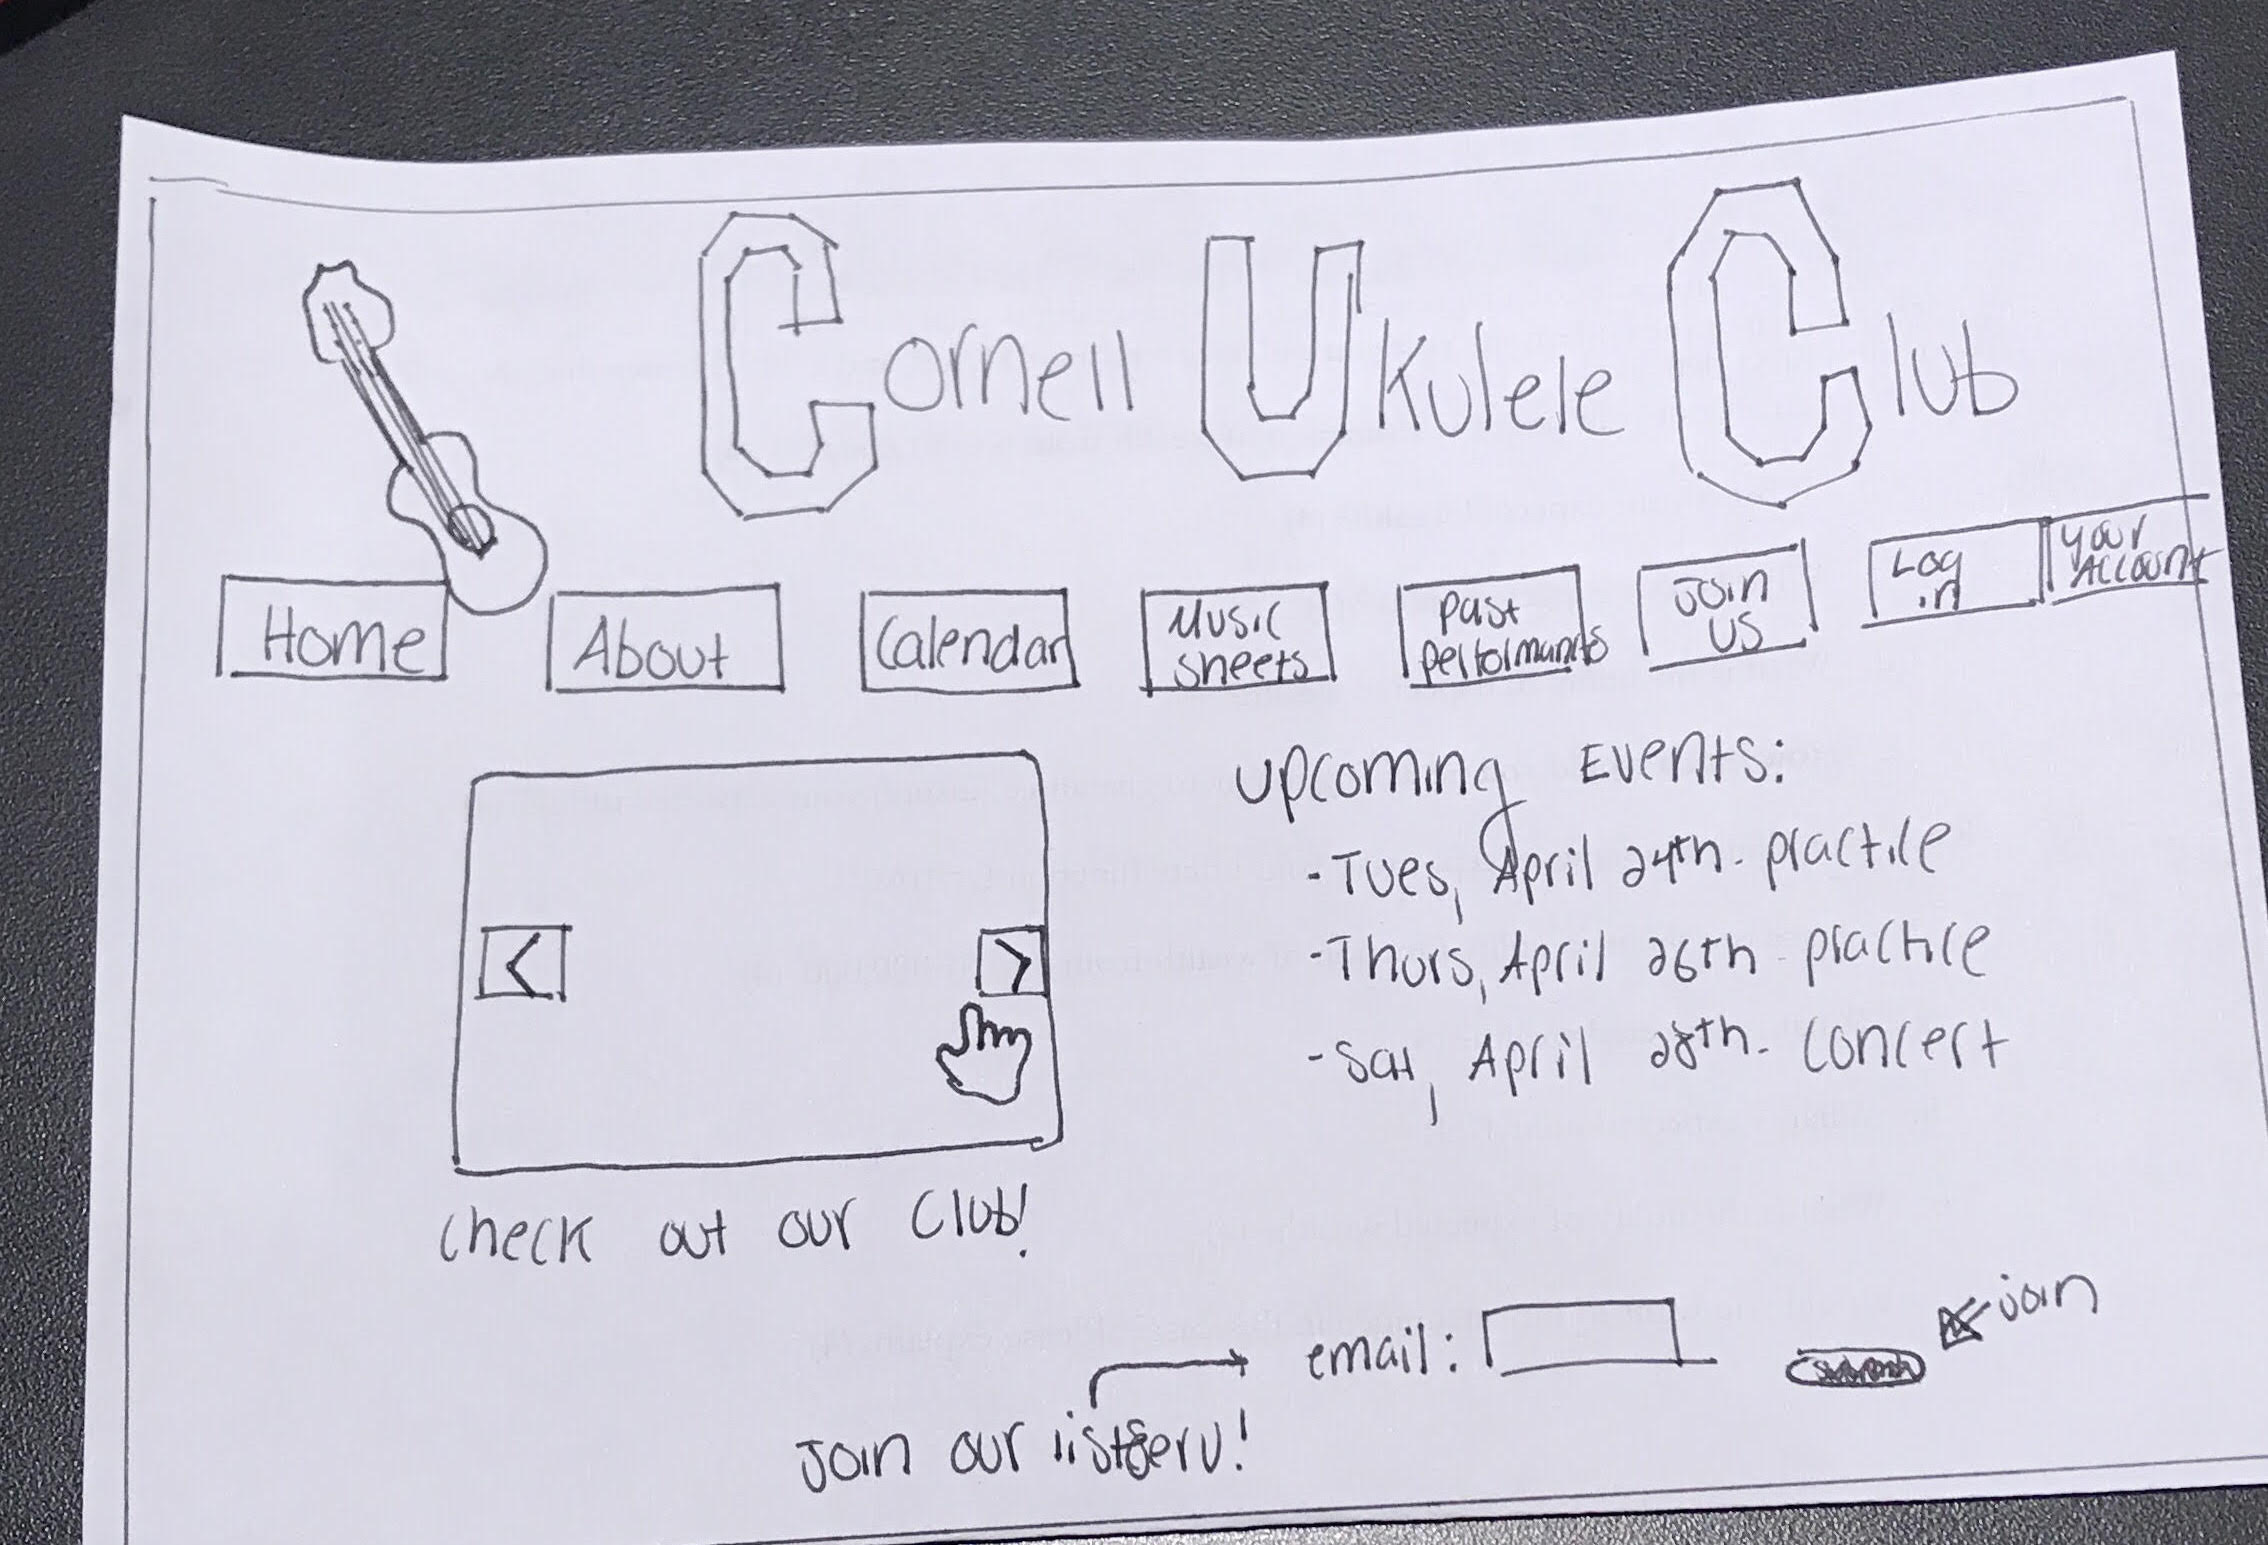 Cornell Ukulele Club
Home
About
Calendar
Music
sheets
Past
performances
Join
us
Log
in
Your
Account
<
>
Upcoming Events:
- Tues, April 24th - practice
- Thurs, April 26th - practice
- Sat, April 28th - concert
check out our club!
email:
join
Join our listserv!